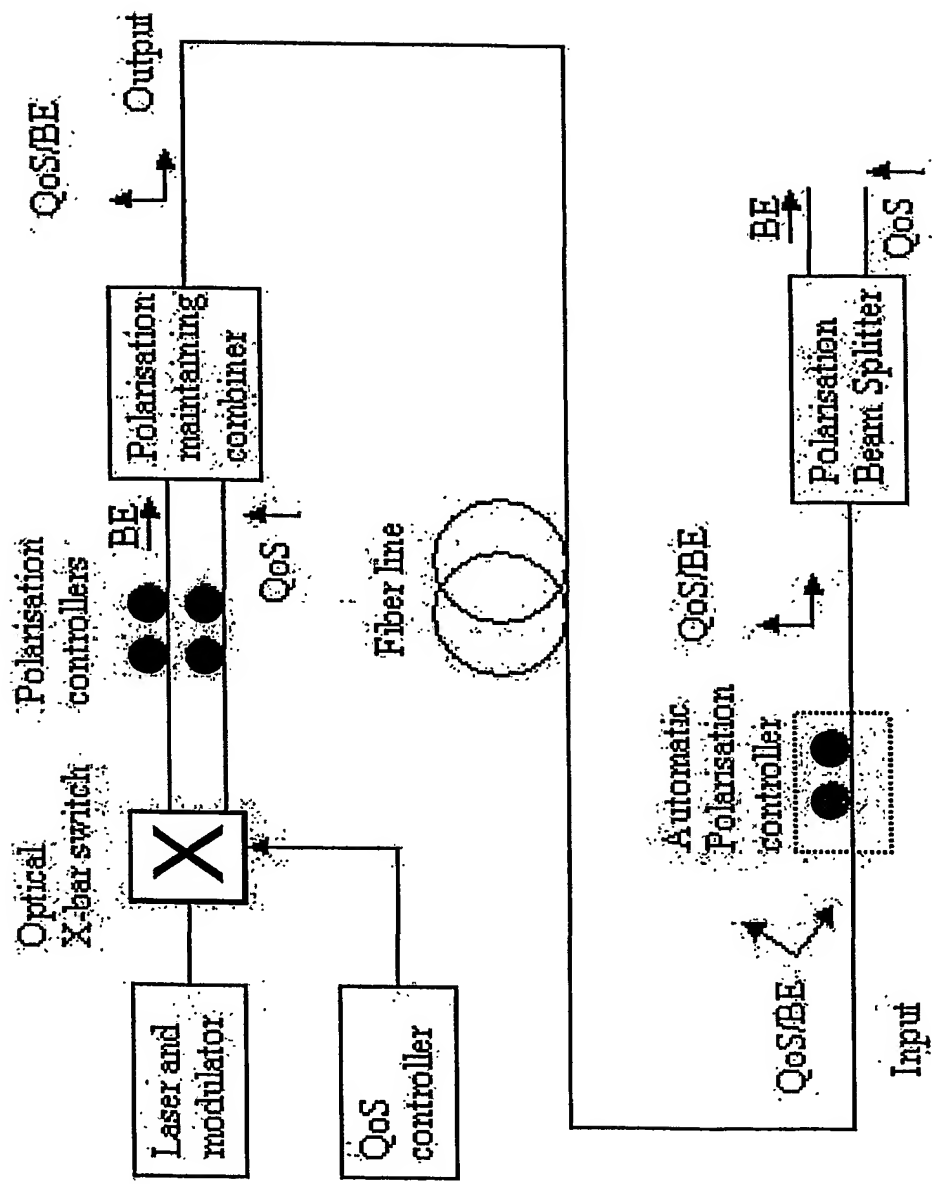 Laser and
modulator
QoS
controller
Optical
X-bar switch
X
Polarisation
controllers
BE
QoS
Polarisation
maintaining
combiner
QoS/BE
Output
Fiber line
QoS/BE
Input
Automatic
Polarisation
controller
QoS/BE
Polarisation
Beam Splitter
BE
QoS